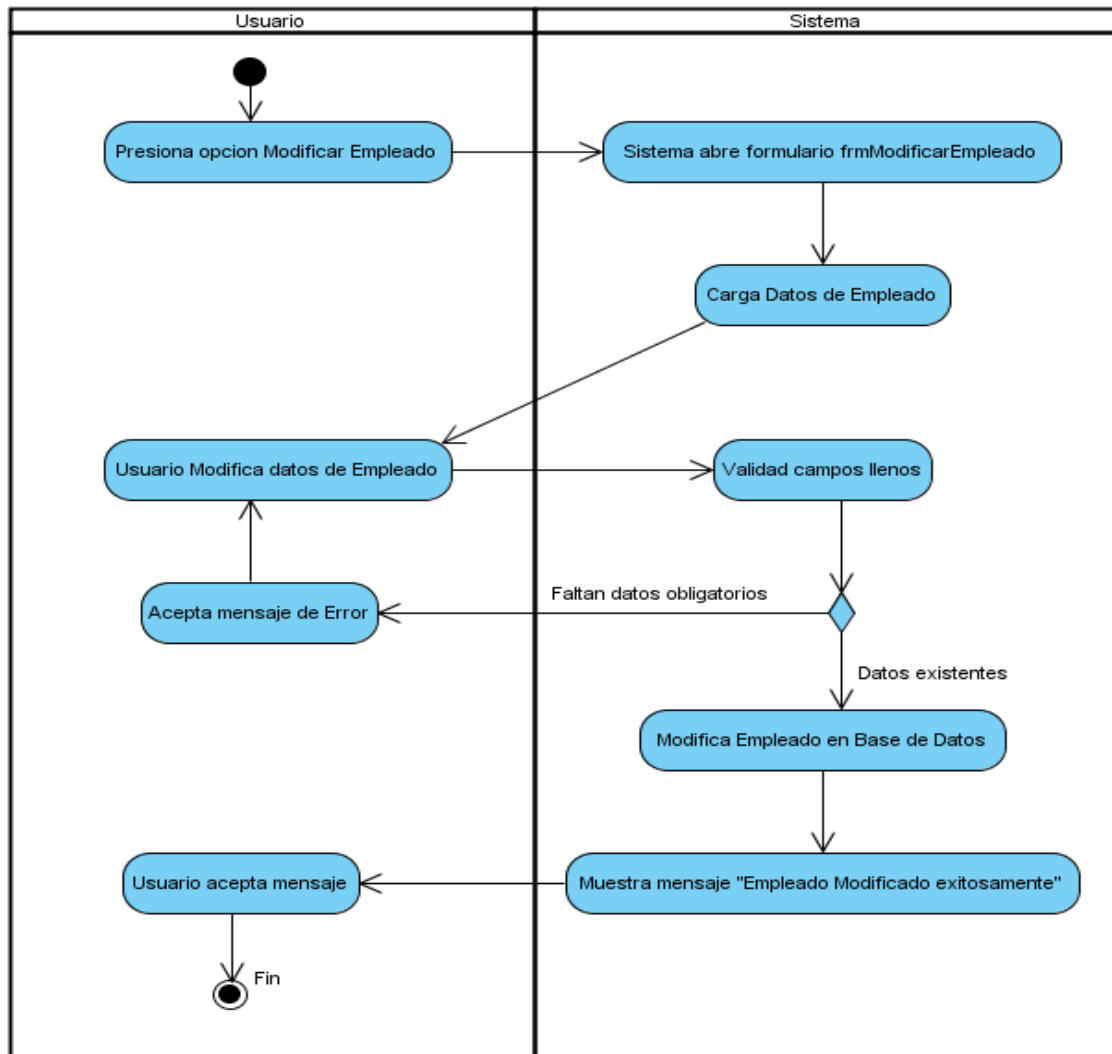 Usuario
Sistema
Presiona opcion Modificar Empleado
Sistema abre formulario frmModificarEmpleado
Carga Datos de Empleado
Usuario Modifica datos de Empleado
Validad campos llenos
Faltan datos obligatorios
Acepta mensaje de Error
Datos existentes
Modifica Empleado en Base de Datos
Usuario acepta mensaje
Muestra mensaje "Empleado Modificado exitosamente"
Fin